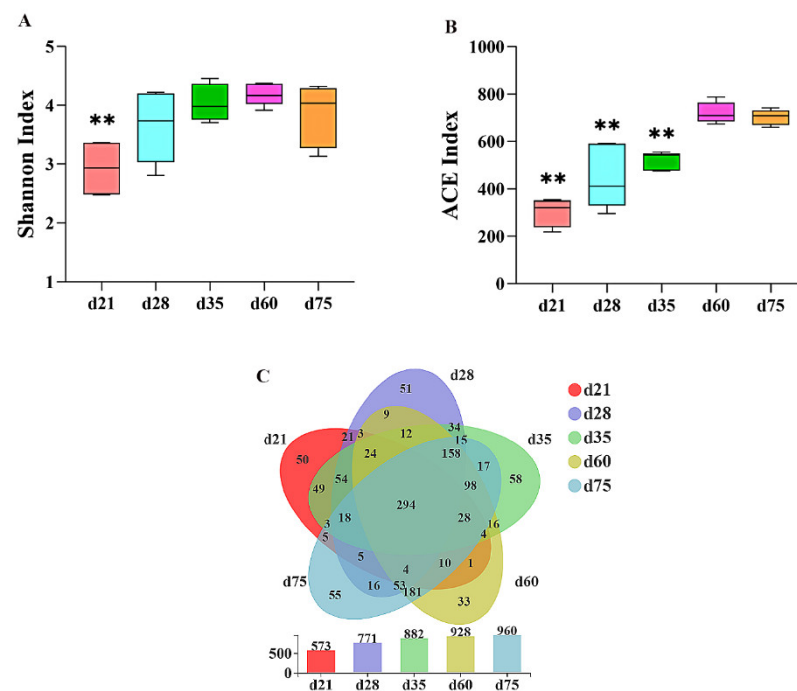 A
Shannon Index
5
4
3
2
1
**
d21 d28 d35 d60 d75
B
ACE Index
1000
800
600
400
200
0
** ** **
d21 d28 d35 d60 d75
C
d28
51
9
d21
34
d35
21 3 12 15
50 24 158 17
54 98 58
49
294
18 28 16
3 4
5
5 10 1
4
d75 16 53 d60
55 181 33
d21
d28
d35
d60
d75
573 771 882 928 960
500
0
d21 d28 d35 d60 d75